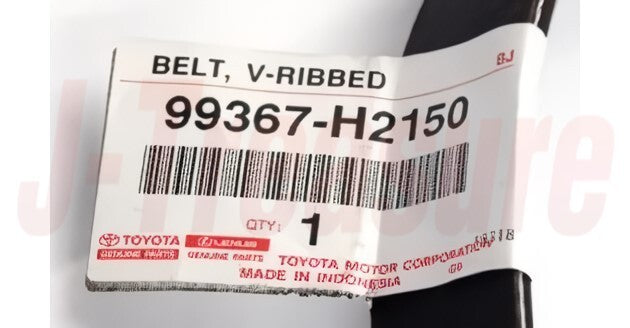 BELT, V-RIBBED
BJ
99367-H2150
QTY: 1
TOYOTA LEXUS
GENUINE PARTS GENUINE PARTS
TOYOTA MOTOR CORPORATION
MADE IN INDONESIA
J-Treasure